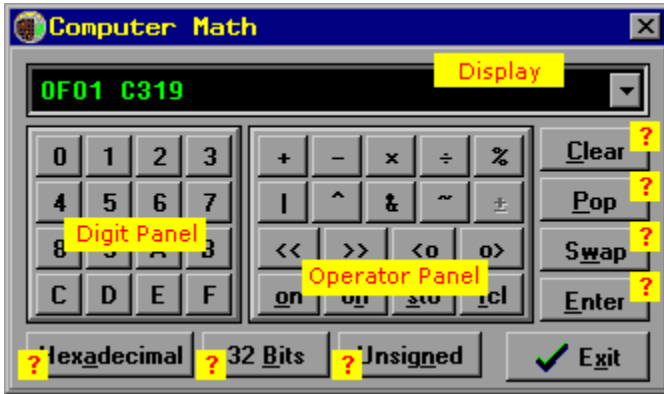 Computer Math
Display
0F01 C319
0 1 2 3 + − × ÷ % Clear ?
4 5 6 7 | ^ & ~ ± Pop ?
Digit Panel
8 A B << >> <o o> Swap ?
Operator Panel
C D E F on sto rcl Enter ?
? Hexadecimal ? 32 Bits ? Unsigned Exit